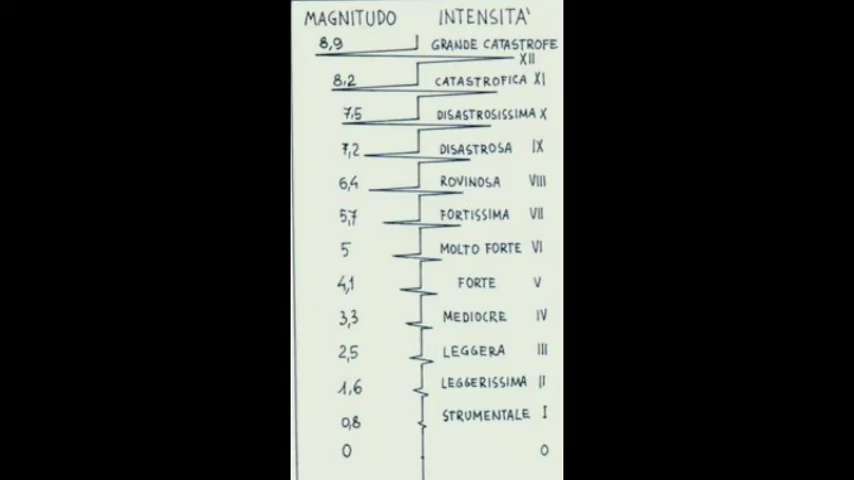 MAGNITUDO INTENSITA'
8,9 GRANDE CATASTROFE
XII
8,2 CATASTROFICA XI
7,5 DISASTROSISSIMA X
7,2 DISASTROSA IX
6,4 ROVINOSA VIII
5,7 FORTISSIMA VII
5 MOLTO FORTE VI
4,1 FORTE V
3,3 MEDIOCRE IV
2,5 LEGGERA III
1,6 LEGGERISSIMA II
0,8 STRUMENTALE I
0 0